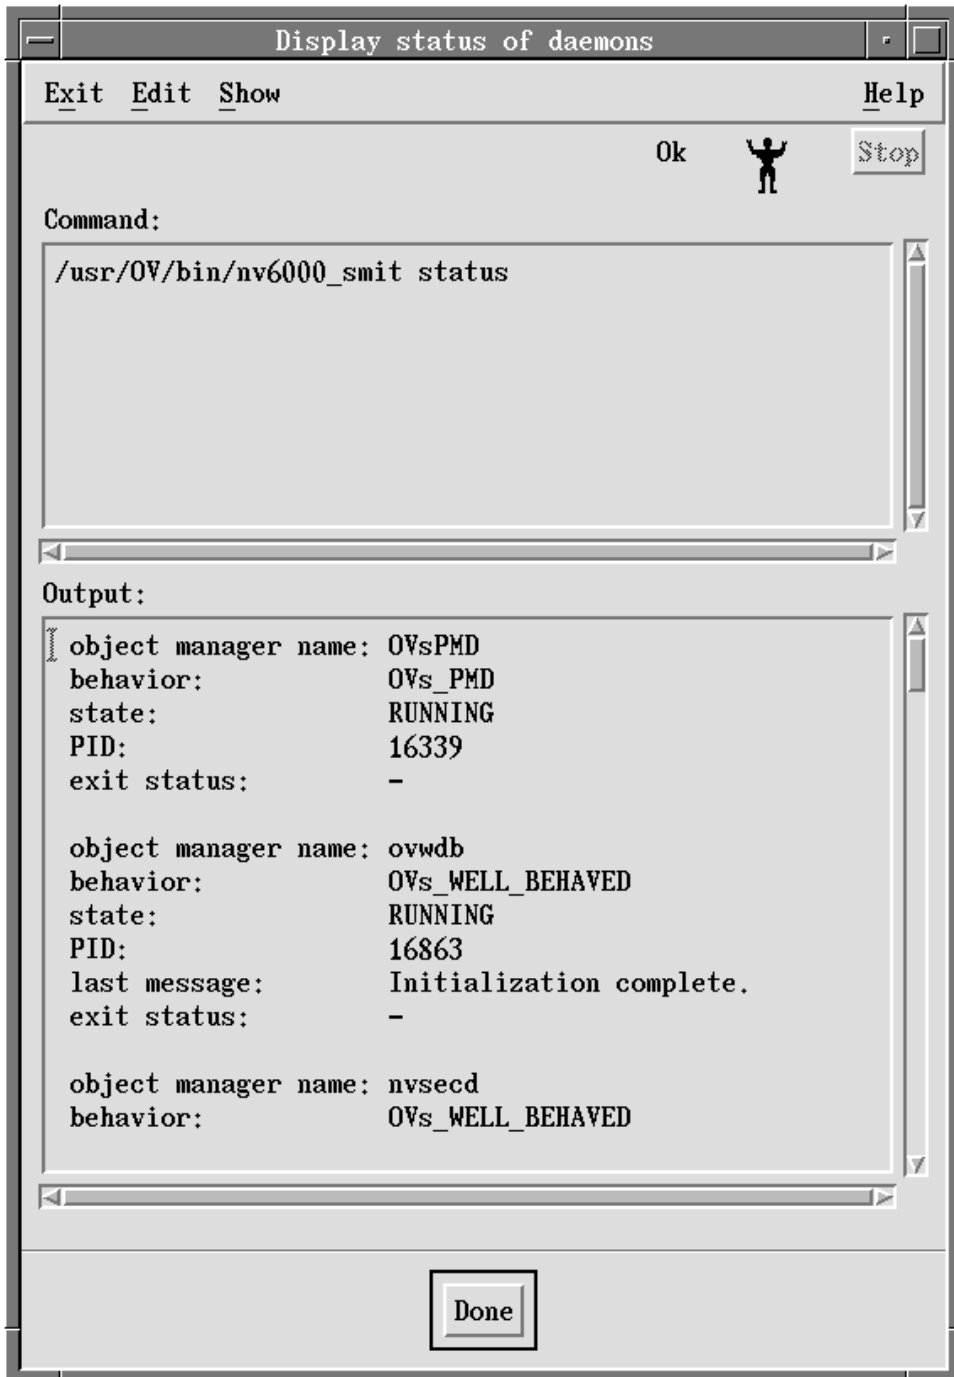 Display status of daemons
Exit Edit Show Help
Ok Stop
Command:
/usr/OV/bin/nv6000_smit status
Output:
object manager name: OVsPMD
behavior: OVs_PMD
state: RUNNING
PID: 16339
exit status: -
object manager name: ovwdb
behavior: OVs_WELL_BEHAVED
state: RUNNING
PID: 16863
last message: Initialization complete.
exit status: -
object manager name: nvsecd
behavior: OVs_WELL_BEHAVED
Done